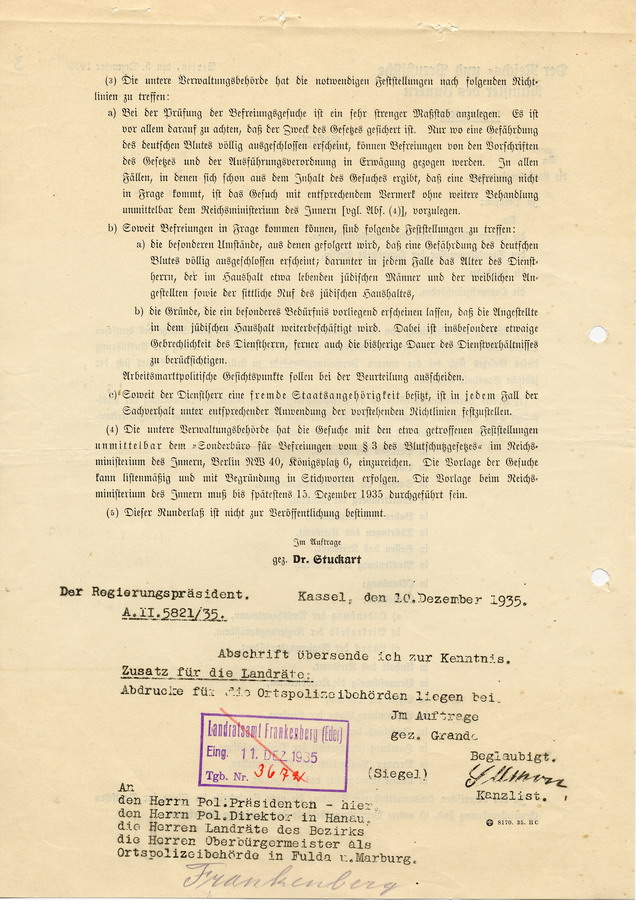 (3) Die untere Verwaltungsbehörde hat die notwendigen Feststellungen nach folgenden Richt-
linien zu treffen:
a) Bei der Prüfung der Befreiungsgesuche ist ein sehr strenger Maßstab anzulegen. Es ist
vor allem darauf zu achten, daß der Zweck des Gesetzes gesichert ist. Nur wo eine Gefährdung
des deutschen Blutes völlig ausgeschlossen erscheint, können Befreiungen von den Vorschriften
des Gesetzes und der Ausführungsverordnung in Erwägung gezogen werden. In allen
Fällen, in denen sich schon aus dem Inhalt des Gesuches ergibt, daß eine Befreiung nicht
in Frage kommt, ist das Gesuch mit entsprechendem Vermerk ohne weitere Behandlung
unmittelbar dem Reichsministerium des Innern [vgl. Abs. (4)], vorzulegen.
b) Soweit Befreiungen in Frage kommen können, sind folgende Feststellungen zu treffen:
a) die besonderen Umstände, aus denen gefolgert wird, daß eine Gefährdung des deutschen
Blutes völlig ausgeschlossen erscheint; darunter in jedem Falle das Alter des Dienst-
herrn, der im Haushalt etwa lebenden jüdischen Männer und der weiblichen An-
gestellten sowie der sittliche Ruf des jüdischen Haushaltes,
b) die Gründe, die ein besonderes Bedürfnis vorliegend erscheinen lassen, daß die Angestellte
in dem jüdischen Haushalt weiterbeschäftigt wird. Dabei ist insbesondere etwaige
Gebrechlichkeit des Dienstherrn, ferner auch die bisherige Dauer des Dienstverhältnisses
zu berücksichtigen.
Arbeitsmarktpolitische Gesichtspunkte sollen bei der Beurteilung ausscheiden.
c) Soweit der Dienstherr eine fremde Staatsangehörigkeit besitzt, ist in jedem Fall der
Sachverhalt unter entsprechender Anwendung der vorstehenden Richtlinien festzustellen.
(4) Die untere Verwaltungsbehörde hat die Gesuche mit den etwa getroffenen Feststellungen
unmittelbar dem »Sonderbüro für Befreiungen vom § 3 des Blutschutzgesetzes« im Reichs-
ministerium des Innern, Berlin NW 40, Königsplatz 6, einzureichen. Die Vorlage der Gesuche
kann listenmäßig und mit Begründung in Stichworten erfolgen. Die Vorlage beim Reichs-
ministerium des Innern muß bis spätestens 15. Dezember 1935 durchgeführt sein.
(5) Dieser Runderlaß ist nicht zur Veröffentlichung bestimmt.
Im Auftrage
gez. Dr. Stuckart
Der Regierungspräsident. Kassel, den 10.Dezember 1935.
A.II.5821/35.
Abschrift übersende ich zur Kenntnis.
Zusatz für die Landräte:
Abdrucke für die Ortspolizeibehörden liegen bei.
Jm Auftrage
gez. Grande
Landratsamt Frankenberg (Eder)
Eing. 11. DEZ 1935
Tgb. Nr. 3672
Beglaubigt.
(Siegel)
Kanzlist.
An
den Herrn Pol.Präsidenten - hier,
den Herrn Pol.Direktor in Hanau,
die Herren Landräte des Bezirks
die Herren Oberbürgermeister als
Ortspolizeibehörde in Fulda u.Marburg.
8170. 35. II C
Frankenberg